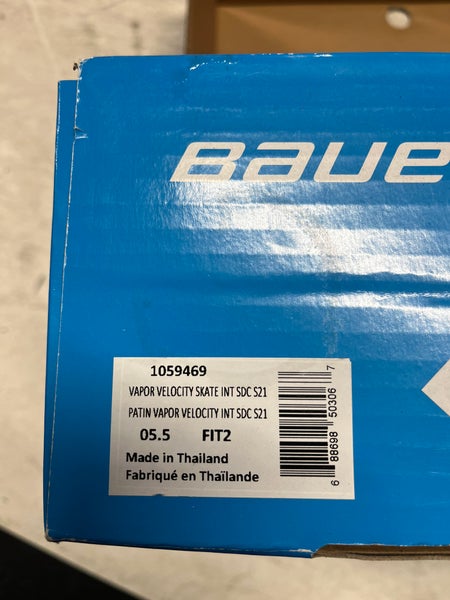 BAUE
1059469
VAPOR VELOCITY SKATE INT SDC S21
PATIN VAPOR VELOCITY INT SDC S21
05.5 FIT2
Made in Thailand
Fabriqué en Thaïlande
6 88698 50306 7